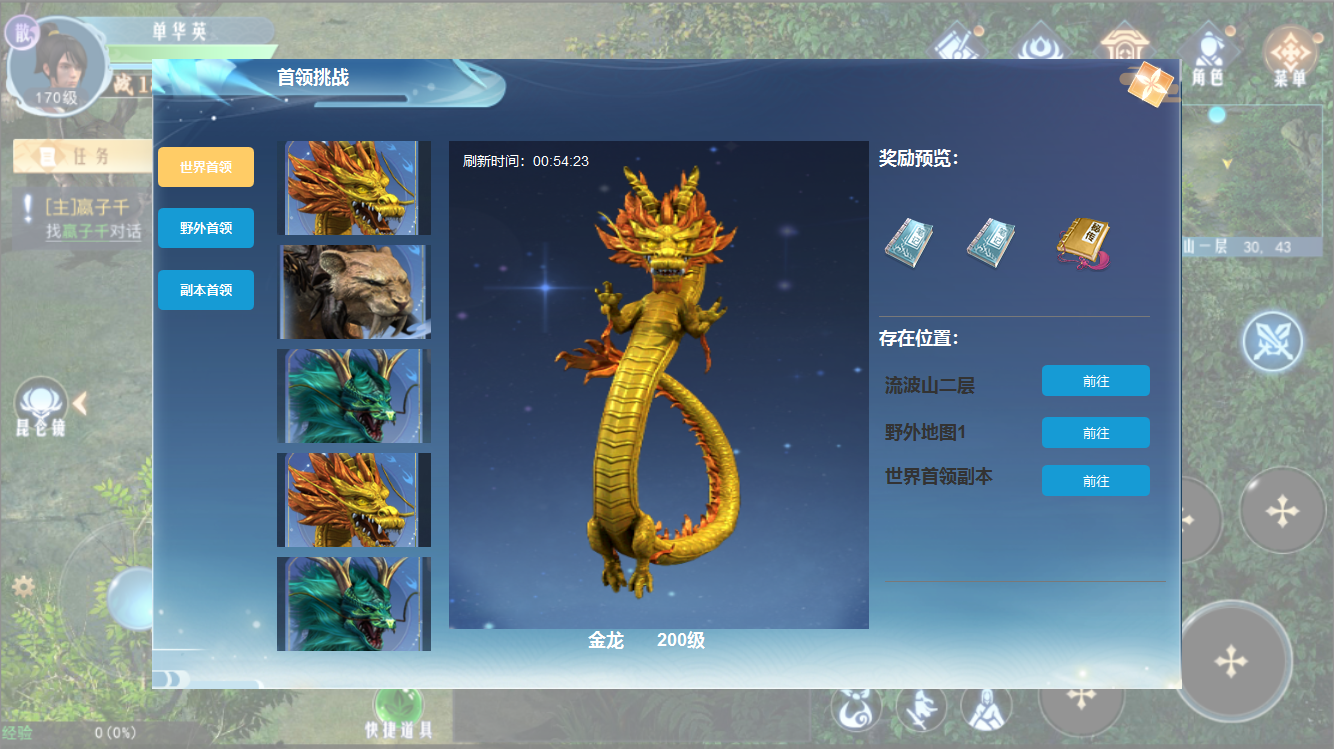 散
单华英
170级
战1
角色
菜单
首领挑战
任务
[主]嬴子千
找嬴子千对话
昆仑镜
世界首领
野外首领
副本首领
刷新时间：00:54:23
金龙 200级
奖励预览：
存在位置：
流波山二层 前往
野外地图1 前往
世界首领副本 前往
山一层 30, 43
快捷道具
经验 0(0%)